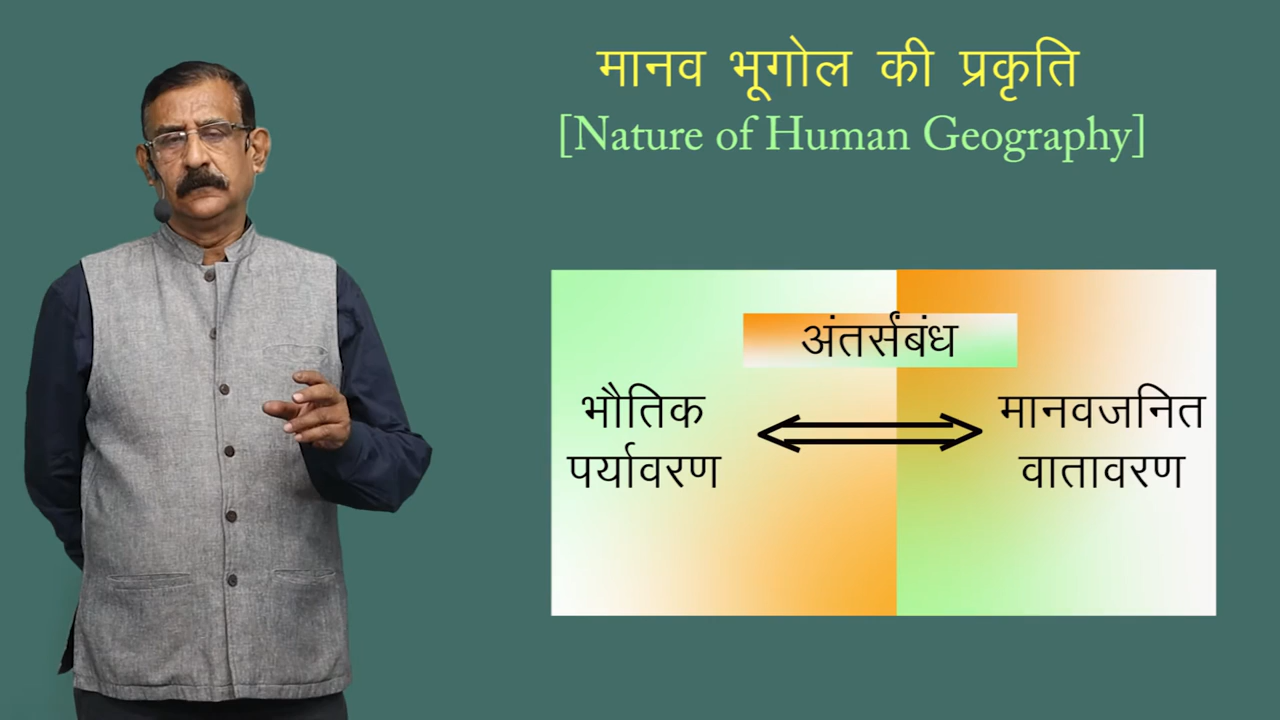 मानव भूगोल की प्रकृति
[Nature of Human Geography]
अंतर्संबंध
भौतिक
पर्यावरण
मानवजनित
वातावरण